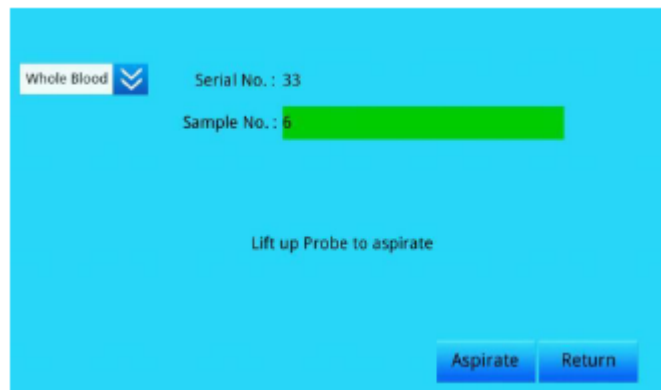 Whole Blood
Serial No. : 33
Sample No. : 6
Lift up Probe to aspirate
Aspirate
Return